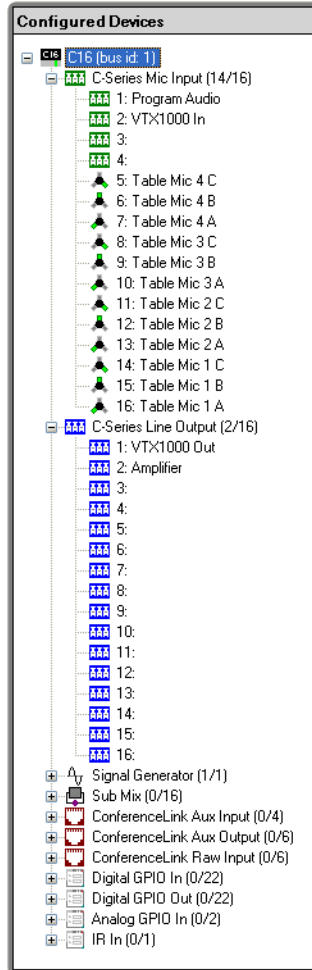 Configured Devices
C16 C16 (bus id: 1)
C-Series Mic Input (14/16)
1: Program Audio
2: VTX1000 In
3:
4:
5: Table Mic 4 C
6: Table Mic 4 B
7: Table Mic 4 A
8: Table Mic 3 C
9: Table Mic 3 B
10: Table Mic 3 A
11: Table Mic 2 C
12: Table Mic 2 B
13: Table Mic 2 A
14: Table Mic 1 C
15: Table Mic 1 B
16: Table Mic 1 A
C-Series Line Output (2/16)
1: VTX1000 Out
2: Amplifier
3:
4:
5:
6:
7:
8:
9:
10:
11:
12:
13:
14:
15:
16:
Signal Generator (1/1)
Sub Mix (0/16)
ConferenceLink Aux Input (0/4)
ConferenceLink Aux Output (0/6)
ConferenceLink Raw Input (0/6)
Digital GPIO In (0/22)
Digital GPIO Out (0/22)
Analog GPIO In (0/2)
IR In (0/1)